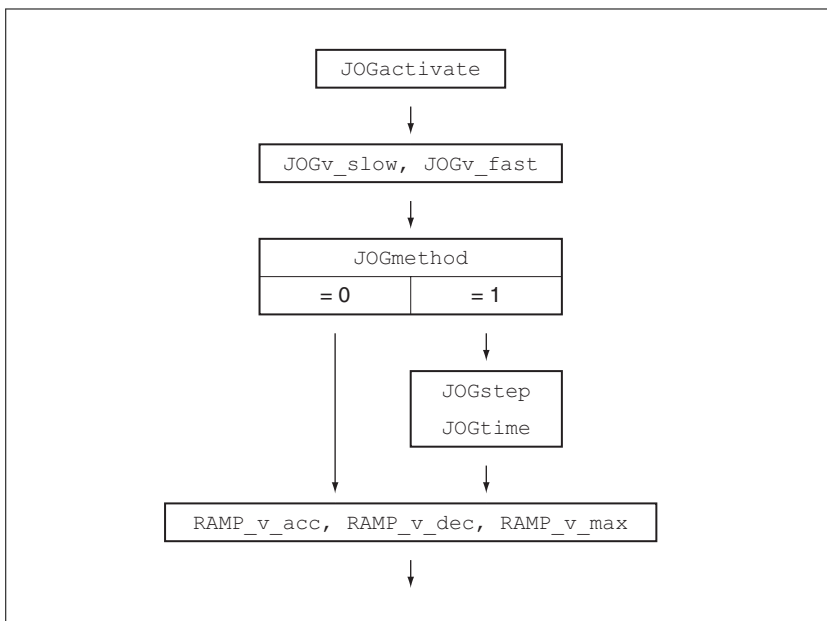 JOGactivate
JOGv_slow, JOGv_fast
JOGmethod
= 0 = 1
JOGstep
JOGtime
RAMP_v_acc, RAMP_v_dec, RAMP_v_max